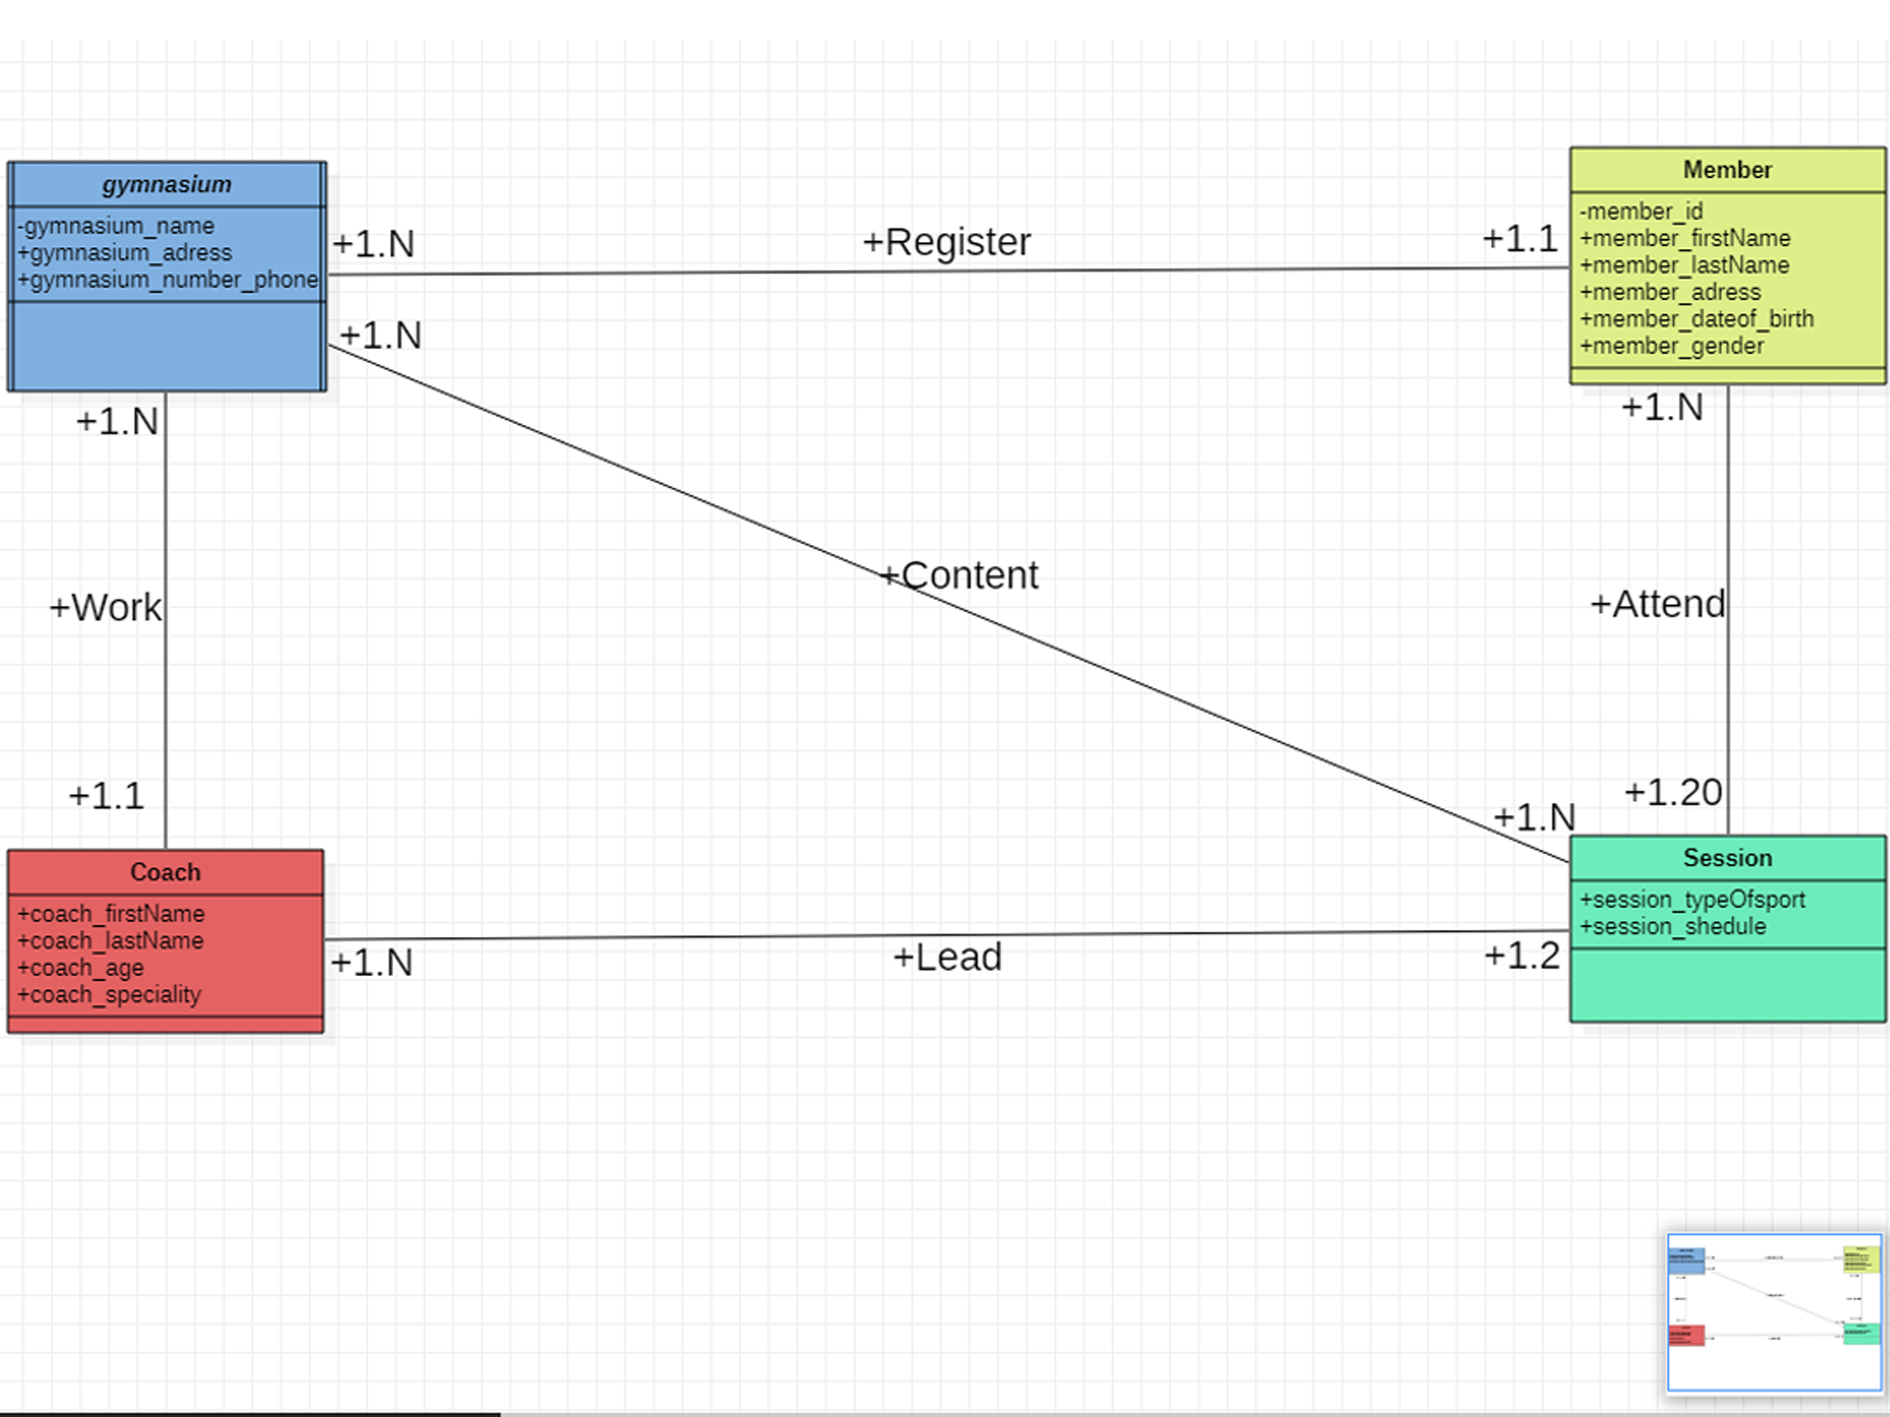 gymnasium
-gymnasium_name
+gymnasium_adress
+gymnasium_number_phone
+1.N
+Register
+1.1
Member
-member_id
+member_firstName
+member_lastName
+member_adress
+member_dateof_birth
+member_gender
+1.N
+1.N
+1.N
+Content
+Work
+Attend
+1.1
+1.N
+1.20
Coach
+coach_firstName
+coach_lastName
+coach_age
+coach_speciality
+1.N
+Lead
+1.2
Session
+session_typeOfsport
+session_shedule